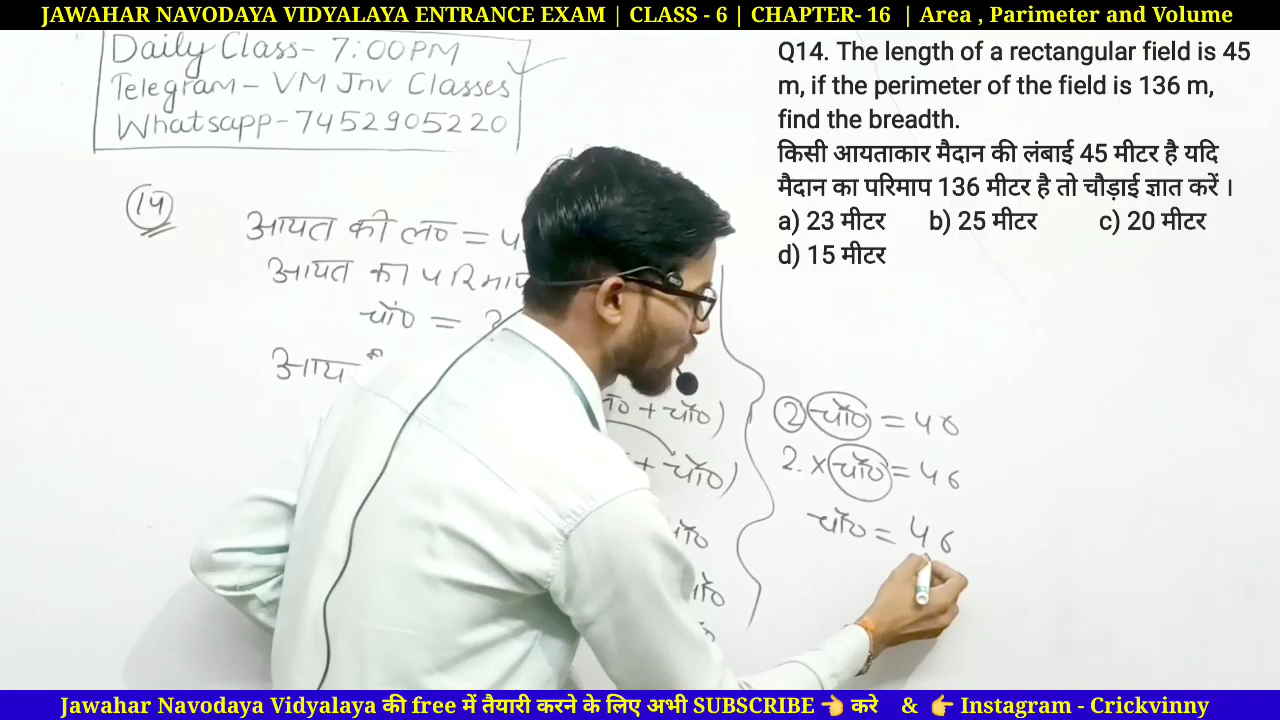 JAWAHAR NAVODAYA VIDYALAYA ENTRANCE EXAM | CLASS - 6 | CHAPTER- 16 | Area , Parimeter and Volume
Daily Class- 7:00PM
Telegram- VM Jnv Classes
Whatsapp-7452905220
Q14. The length of a rectangular field is 45
m, if the perimeter of the field is 136 m,
find the breadth.
किसी आयताकार मैदान की लंबाई 45 मीटर है यदि
मैदान का परिमाप 136 मीटर है तो चौड़ाई ज्ञात करें ।
a) 23 मीटर b) 25 मीटर c) 20 मीटर
d) 15 मीटर
14
आयत की लं० = 4
आयत का परिमाप
चौ० = ?
+ चौ०)
+ चौ०)
2 चौ० = 46
2. x चौ० = 46
चौ० = 46
Jawahar Navodaya Vidyalaya की free में तैयारी करने के लिए अभी SUBSCRIBE 👈 करे & 👉 Instagram - Crickvinny